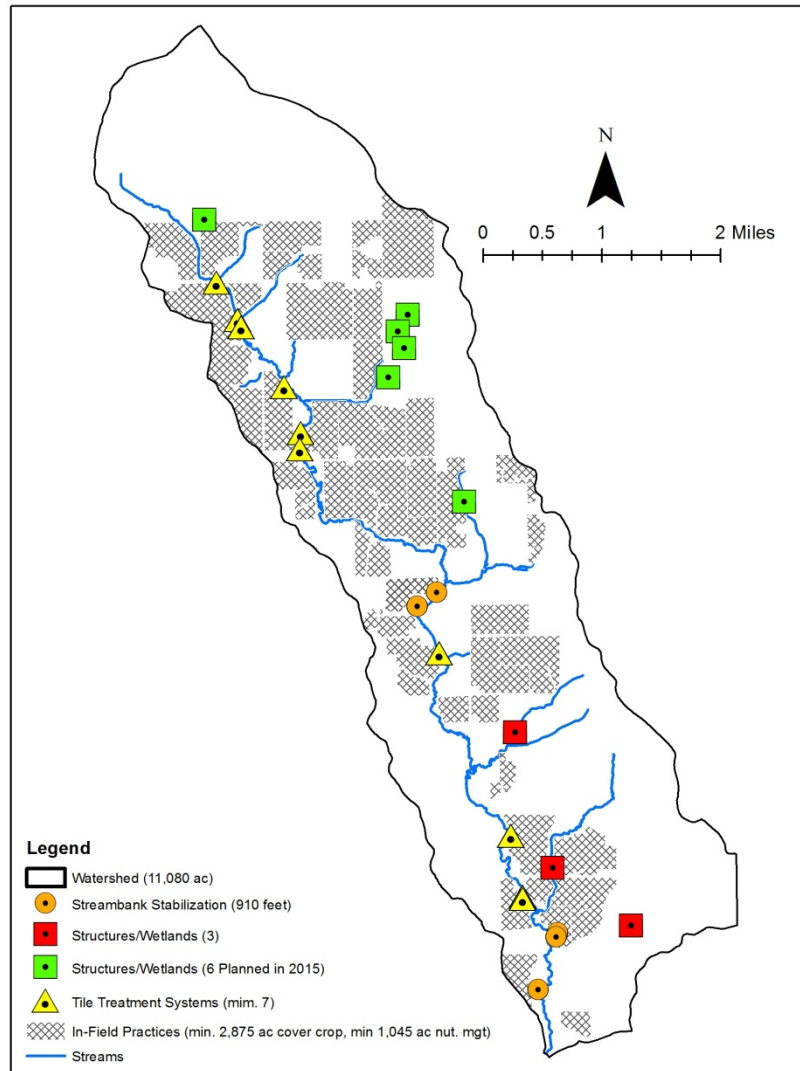 N
0 0.5 1 2 Miles
Legend
Watershed (11,080 ac)
Streambank Stabilization (910 feet)
Structures/Wetlands (3)
Structures/Wetlands (6 Planned in 2015)
Tile Treatment Systems (mim. 7)
In-Field Practices (min. 2,875 ac cover crop, min 1,045 ac nut. mgt)
Streams